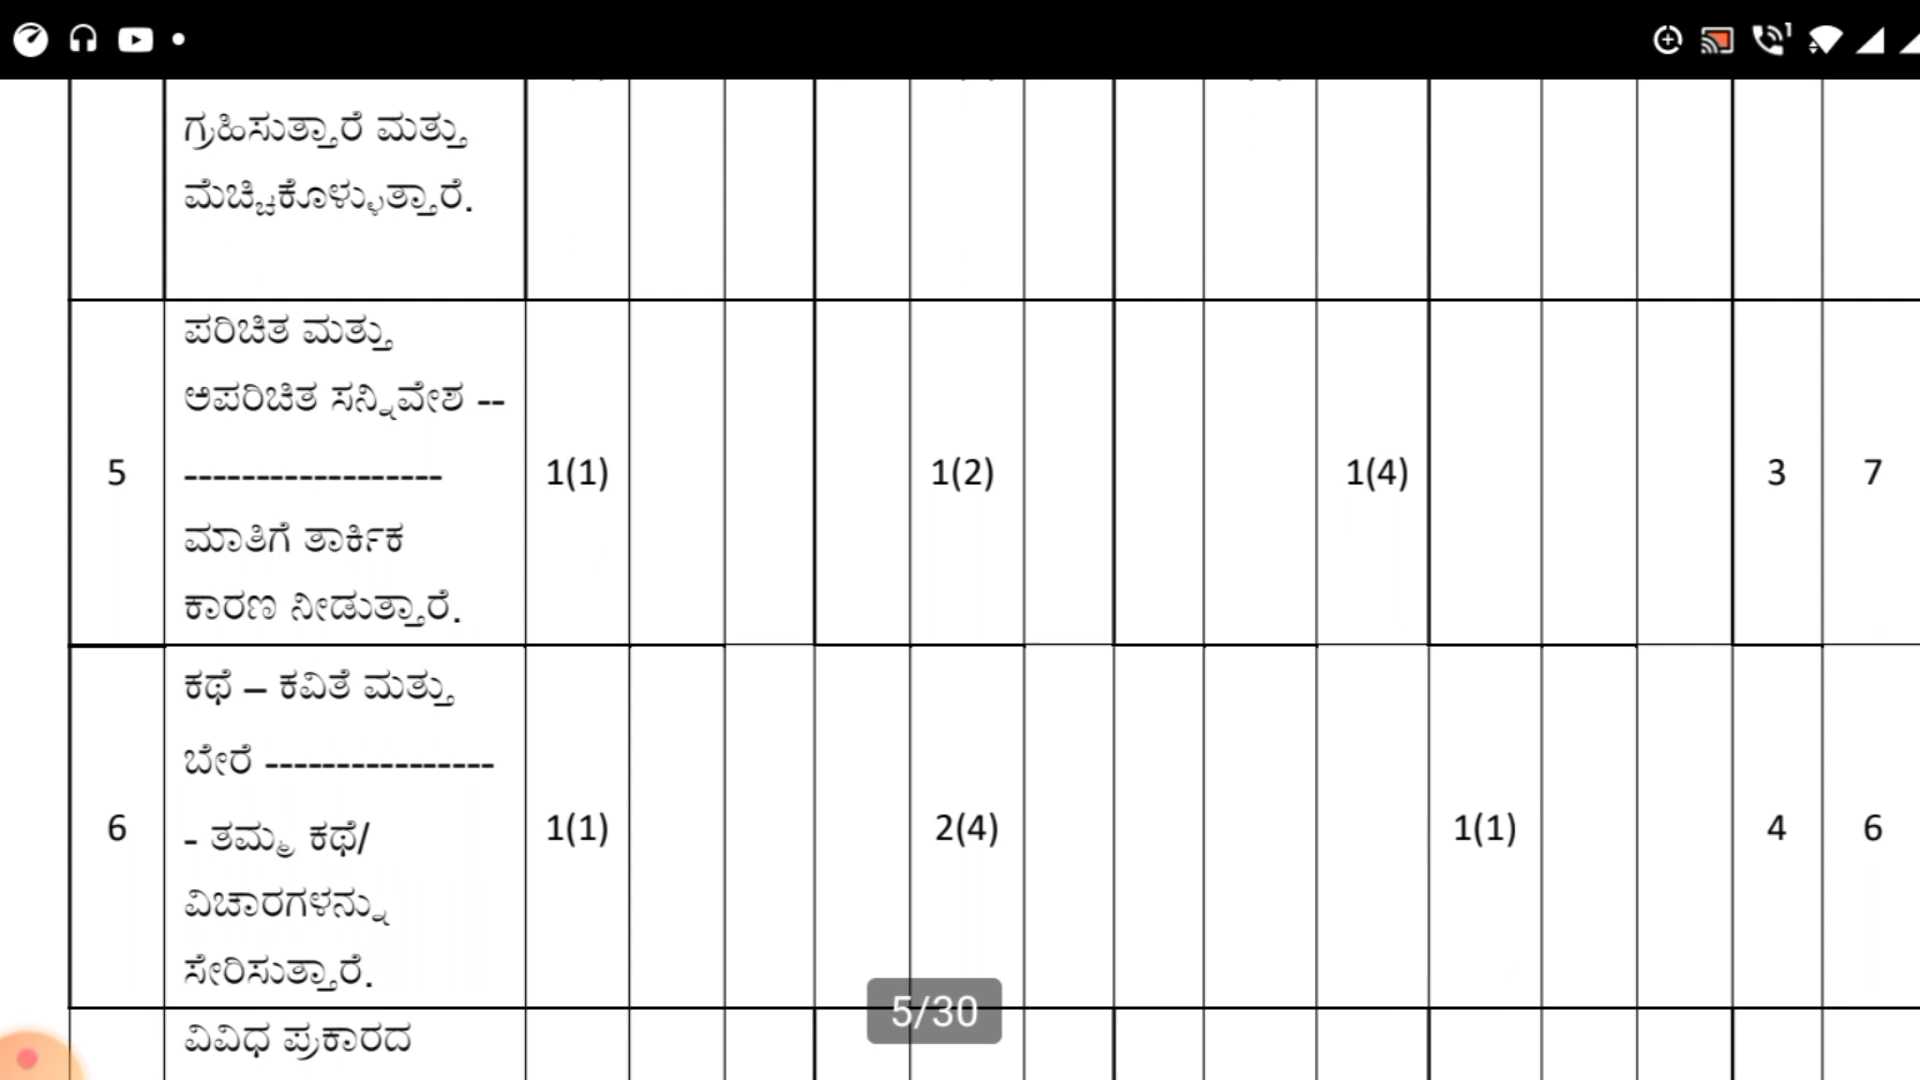 ಗ್ರಹಿಸುತ್ತಾರೆ ಮತ್ತು
ಮೆಚ್ಚಿಕೊಳ್ಳುತ್ತಾರೆ.
ಪರಿಚಿತ ಮತ್ತು
ಅಪರಿಚಿತ ಸನ್ನಿವೇಶ --
------------------
ಮಾತಿಗೆ ತಾರ್ಕಿಕ
ಕಾರಣ ನೀಡುತ್ತಾರೆ.
5 1(1) 1(2) 1(4) 3 7
ಕಥೆ – ಕವಿತೆ ಮತ್ತು
ಬೇರೆ ----------------
- ತಮ್ಮ ಕಥೆ/
ವಿಚಾರಗಳನ್ನು
ಸೇರಿಸುತ್ತಾರೆ.
6 1(1) 2(4) 1(1) 4 6
5/30
ವಿವಿಧ ಪ್ರಕಾರದ